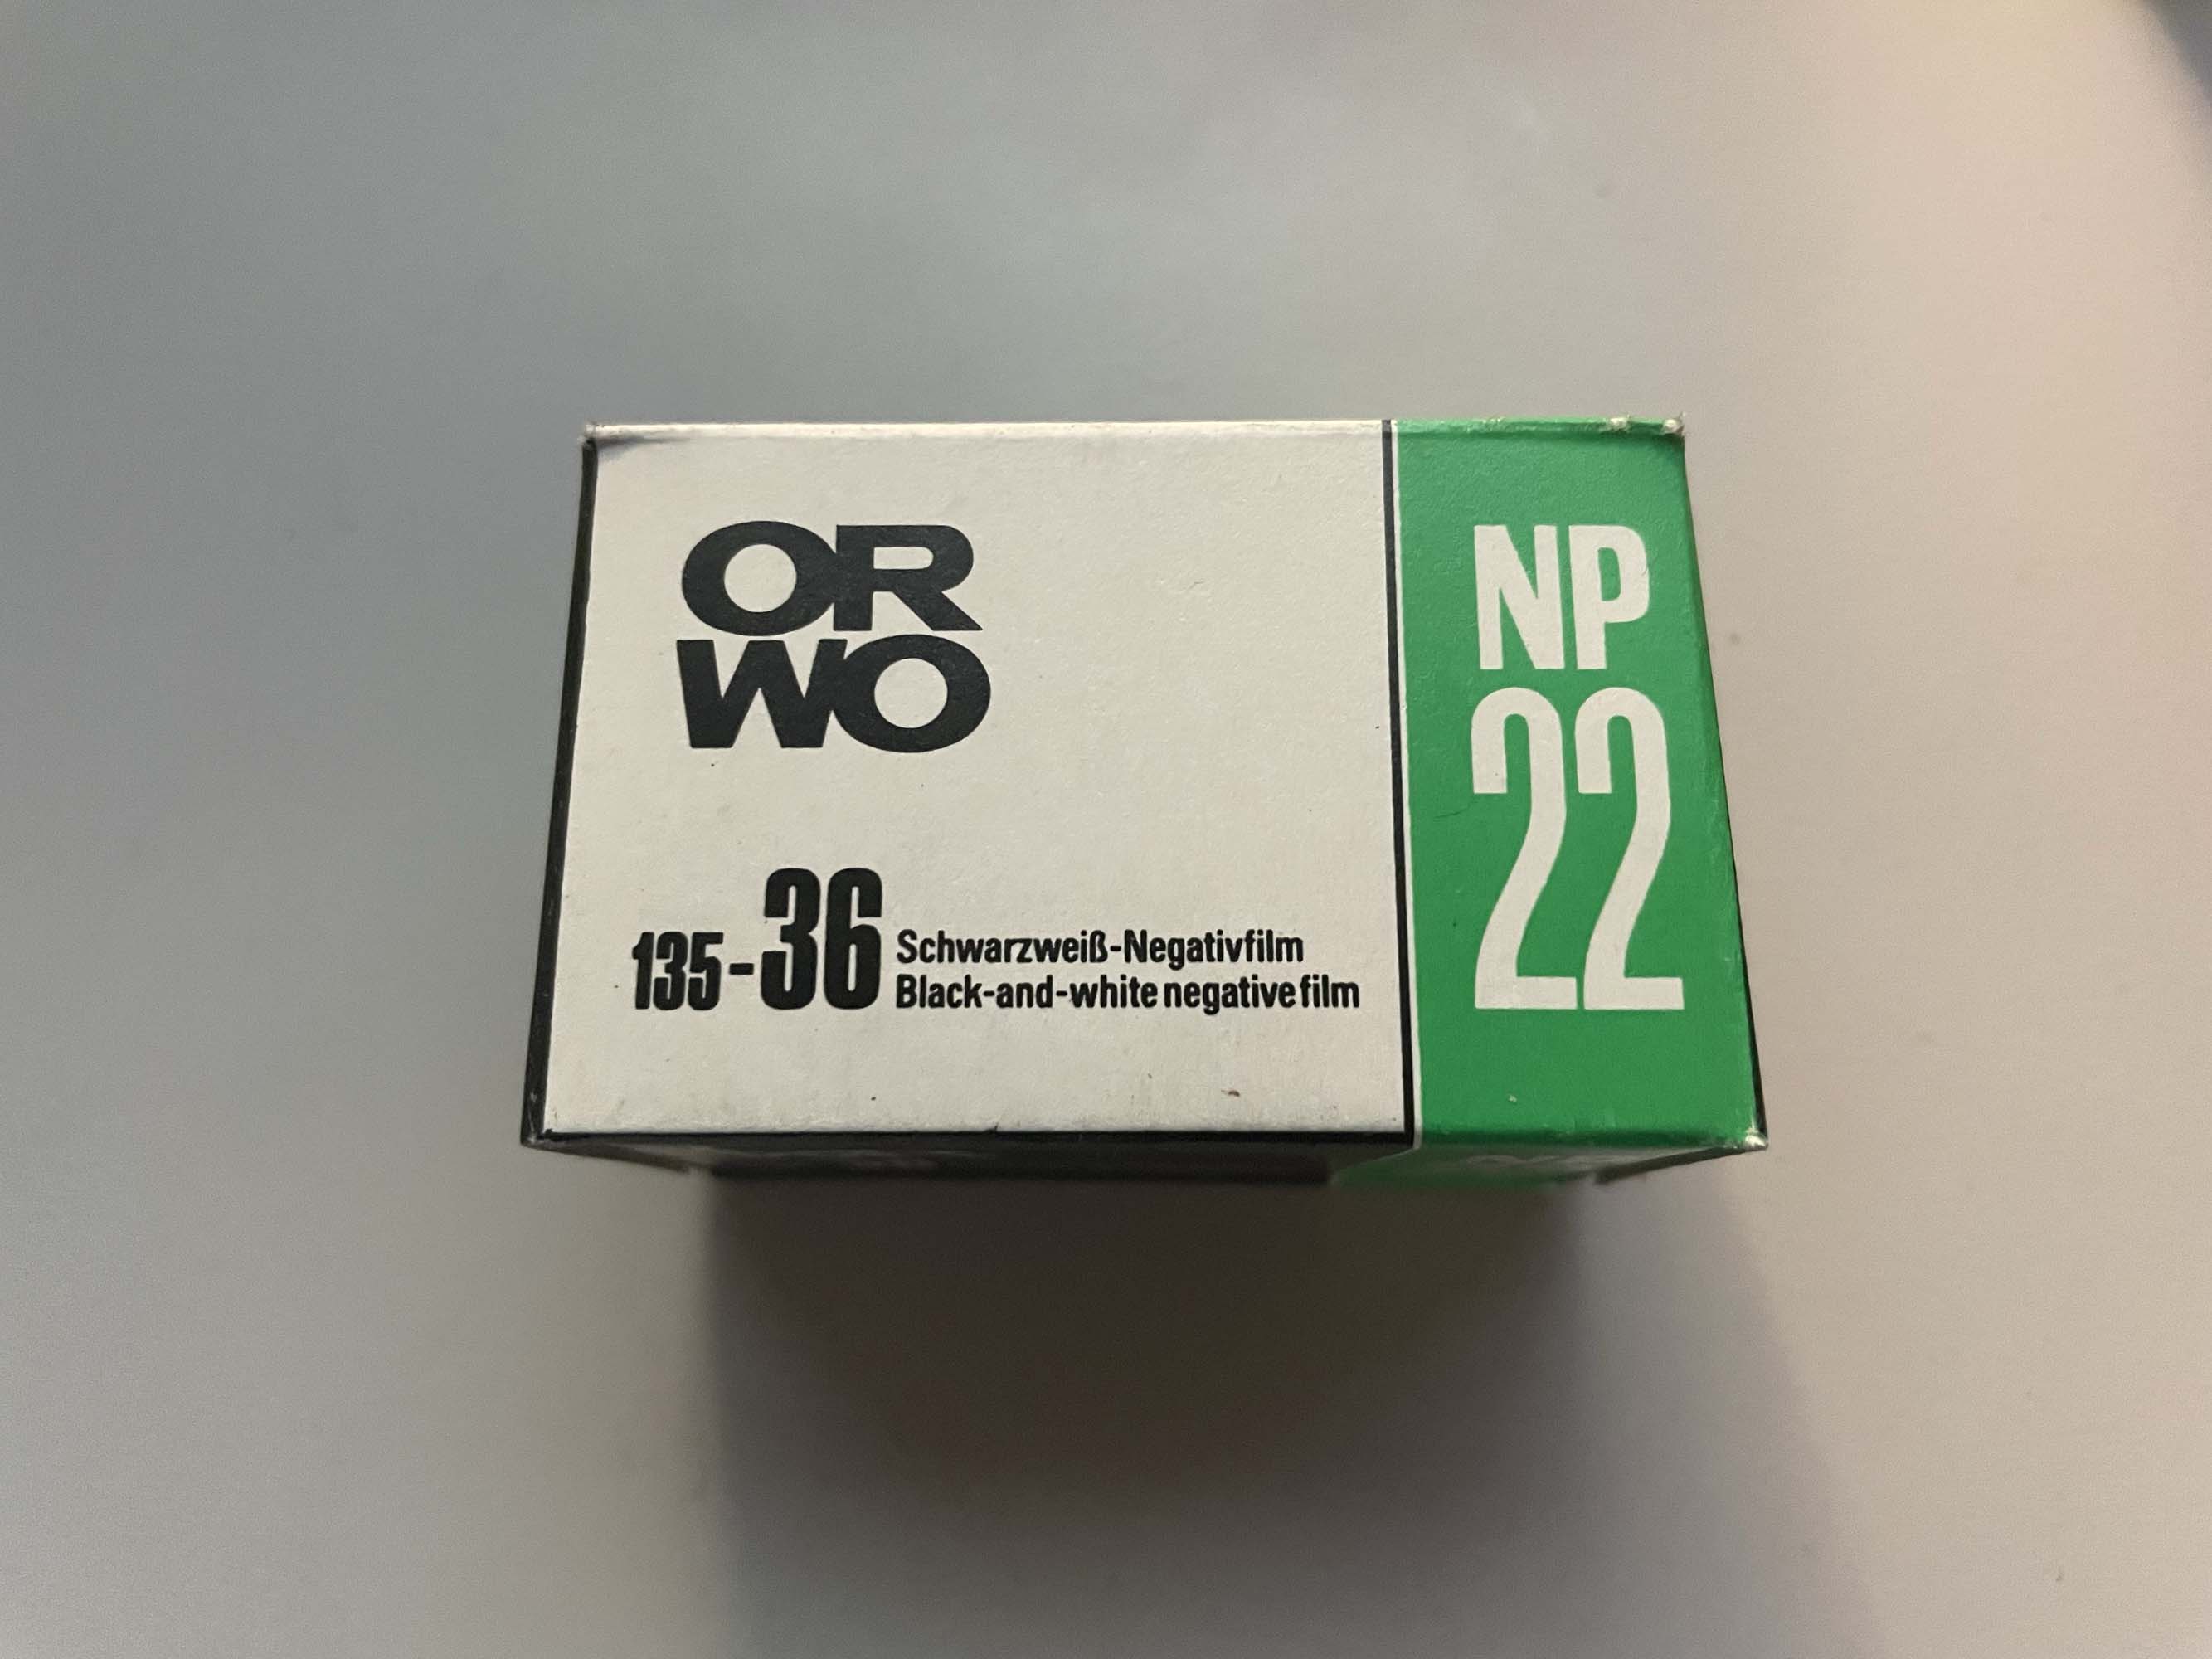 OR
WO
135-36 Schwarzweiß-Negativfilm
Black-and-white negative film
NP
22